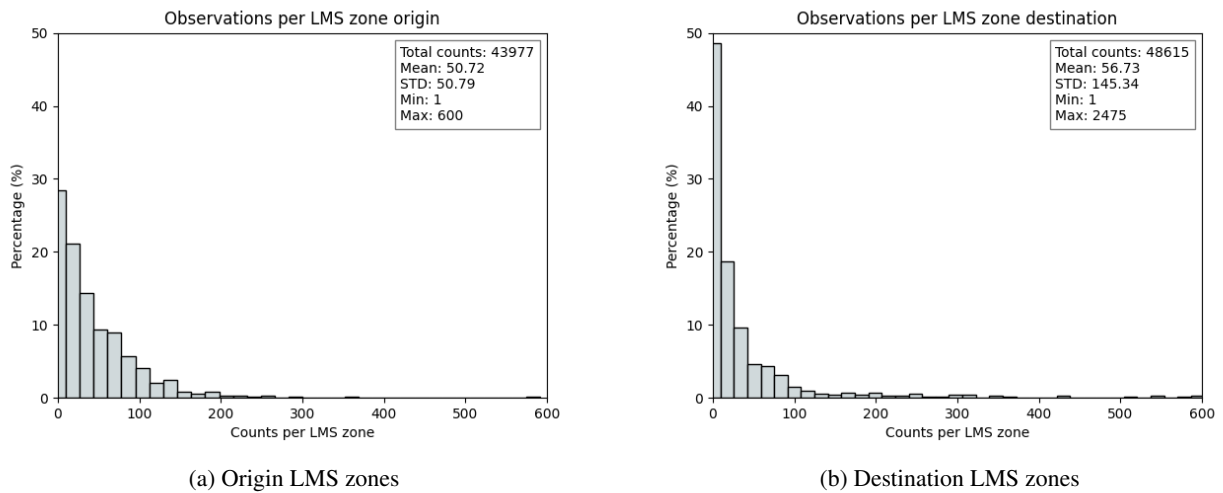 Observations per LMS zone origin
50
40
30
20
10
0
Percentage (%)
Total counts: 43977
Mean: 50.72
STD: 50.79
Min: 1
Max: 600
0 100 200 300 400 500 600
Counts per LMS zone
(a) Origin LMS zones
Observations per LMS zone destination
50
40
30
20
10
0
Percentage (%)
Total counts: 48615
Mean: 56.73
STD: 145.34
Min: 1
Max: 2475
0 100 200 300 400 500 600
Counts per LMS zone
(b) Destination LMS zones